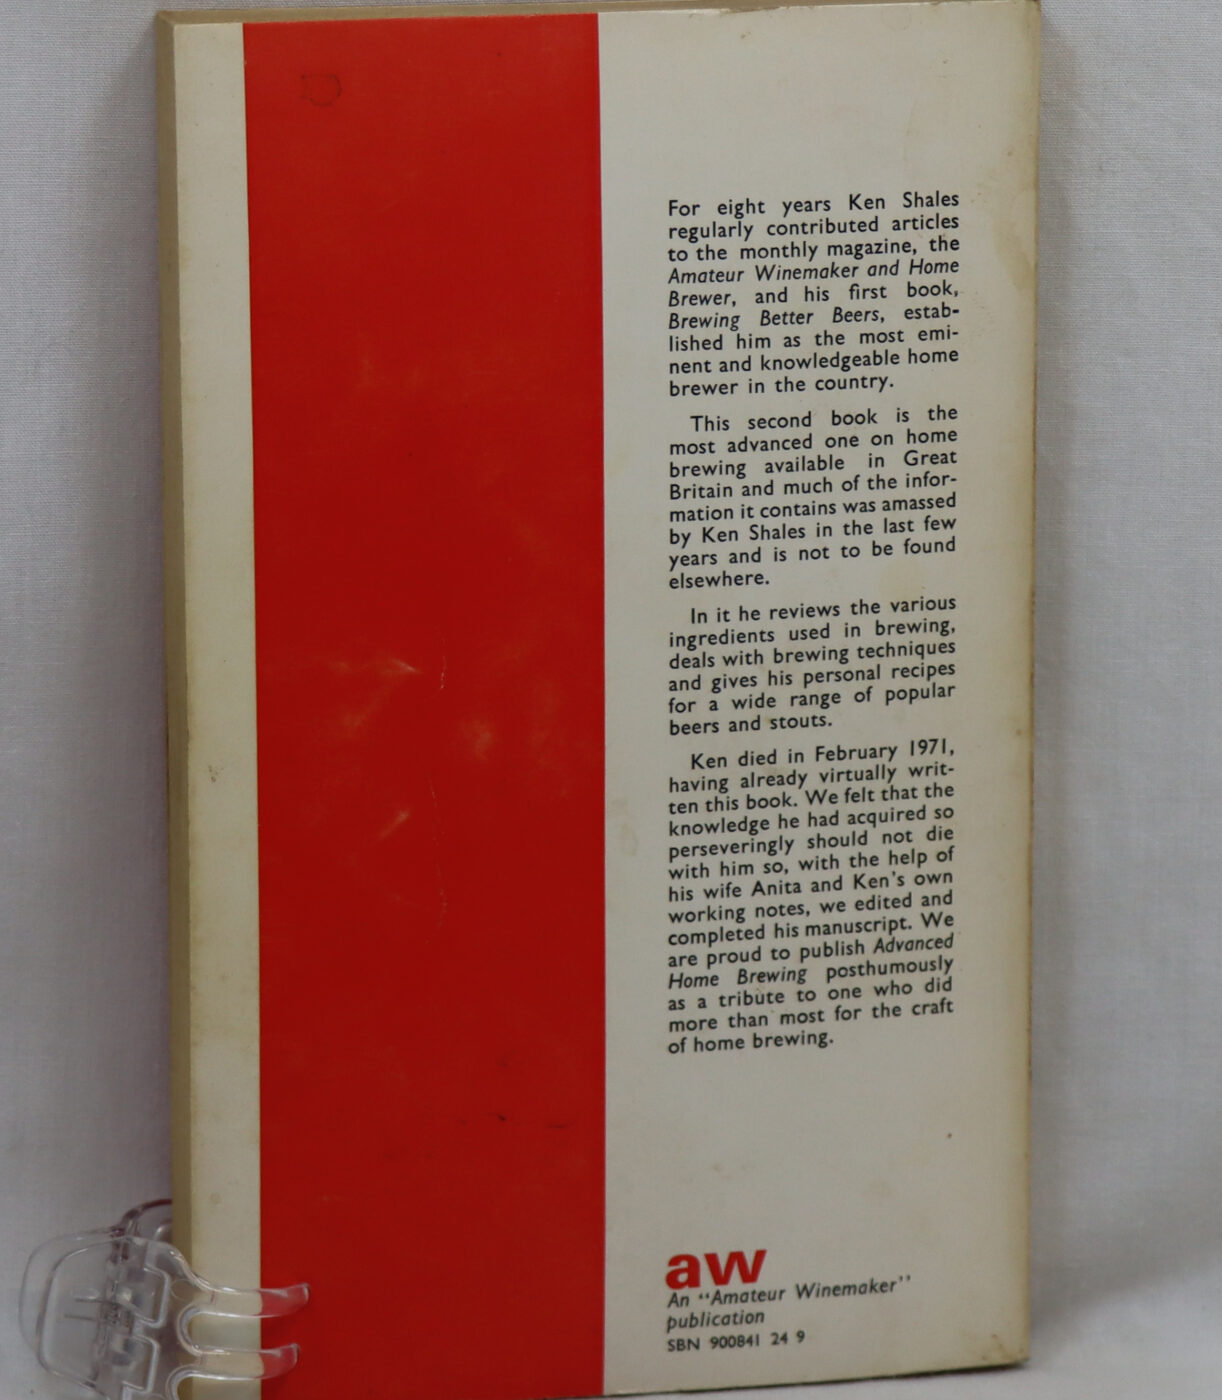 For eight years Ken Shales
regularly contributed articles
to the monthly magazine, the
Amateur Winemaker and Home
Brewer, and his first book,
Brewing Better Beers, estab-
lished him as the most emi-
nent and knowledgeable home
brewer in the country.
This second book is the
most advanced one on home
brewing available in Great
Britain and much of the infor-
mation it contains was amassed
by Ken Shales in the last few
years and is not to be found
elsewhere.
In it he reviews the various
ingredients used in brewing,
deals with brewing techniques
and gives his personal recipes
for a wide range of popular
beers and stouts.
Ken died in February 1971,
having already virtually writ-
ten this book. We felt that the
knowledge he had acquired so
perseveringly should not die
with him so, with the help of
his wife Anita and Ken's own
working notes, we edited and
completed his manuscript. We
are proud to publish Advanced
Home Brewing posthumously
as a tribute to one who did
more than most for the craft
of home brewing.
aw
An "Amateur Winemaker"
publication
SBN 900841 24 9